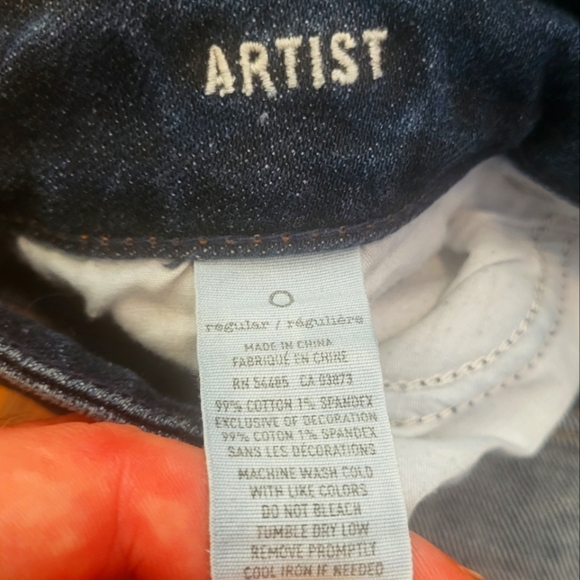 ARTIST
0
regular / régulière
MADE IN CHINA
FABRIQUÉ EN CHINE
RN 54485 CA 03873
99% COTTON 1% SPANDEX
EXCLUSIVE OF DECORATION
99% COTON 1% SPANDEX
SANS LES DÉCORATIONS
MACHINE WASH COLD
WITH LIKE COLORS
DO NOT BLEACH
TUMBLE DRY LOW
REMOVE PROMPTLY
COOL IRON IF NEEDED